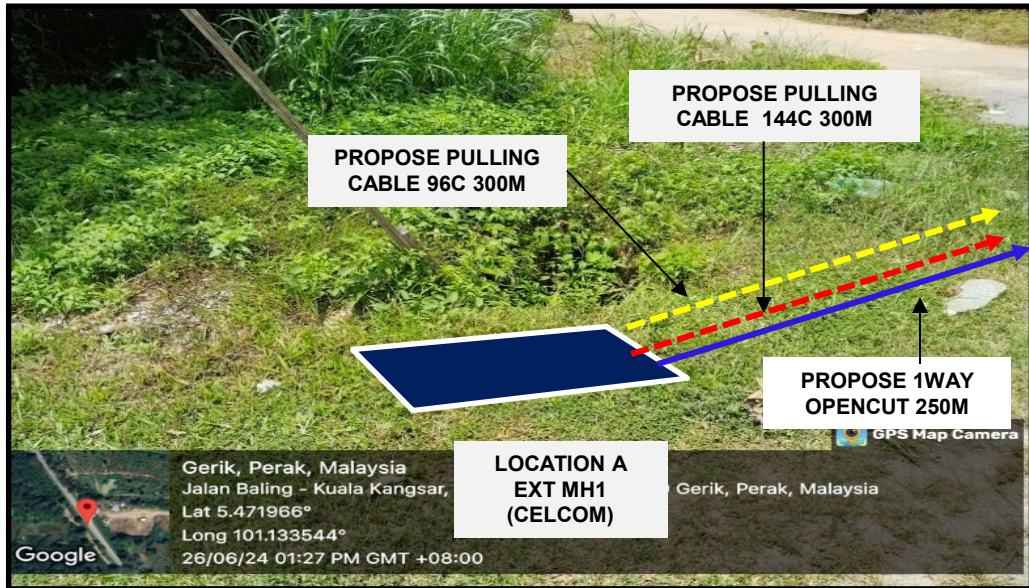 PROPOSE PULLING
CABLE 144C 300M
PROPOSE PULLING
CABLE 96C 300M
PROPOSE 1WAY
OPENCUT 250M
GPS Map Camera
LOCATION A
EXT MH1
(CELCOM)
Gerik, Perak, Malaysia
Jalan Baling - Kuala Kangsar, Gerik, Perak, Malaysia
Lat 5.471966°
Long 101.133544°
26/06/24 01:27 PM GMT +08:00
Google